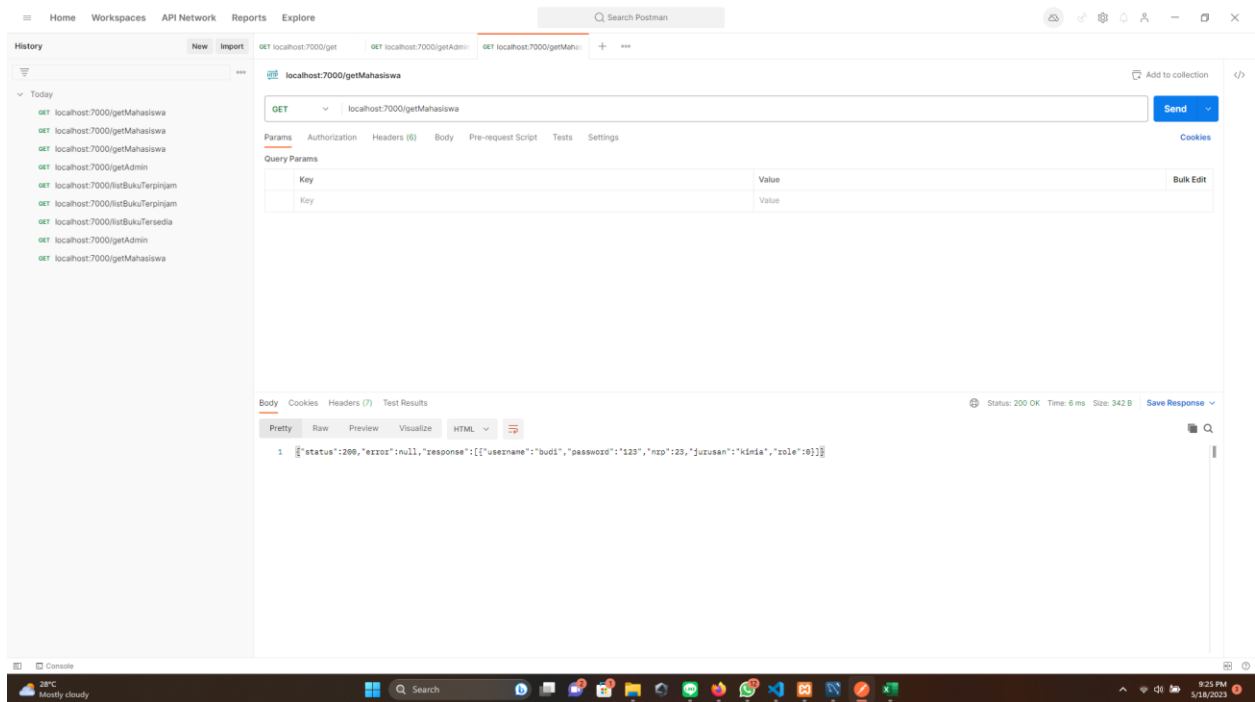 Home Workspaces API Network Reports Explore Search Postman
History New Import GET localhost:7000/get GET localhost:7000/getAdmin GET localhost:7000/getMahas
localhost:7000/getMahasiswa Add to collection
Today
GET localhost:7000/getMahasiswa
GET localhost:7000/getMahasiswa
GET localhost:7000/getMahasiswa
GET localhost:7000/getAdmin
GET localhost:7000/listBukuTerpinjam
GET localhost:7000/listBukuTerpinjam
GET localhost:7000/listBukuTersedia
GET localhost:7000/getAdmin
GET localhost:7000/getMahasiswa
GET localhost:7000/getMahasiswa Send
Params Authorization Headers (6) Body Pre-request Script Tests Settings Cookies
Query Params
Key Value Bulk Edit
Key Value
Body Cookies Headers (7) Test Results Status: 200 OK Time: 6 ms Size: 342 B Save Response
Pretty Raw Preview Visualize HTML
1 {"status":200,"error":null,"response":[{"username":"budi","password":"123","nrp":23,"jurusan":"kimia","role":0}]}
Console
28°C
Mostly cloudy
Search
9:25 PM
5/18/2023